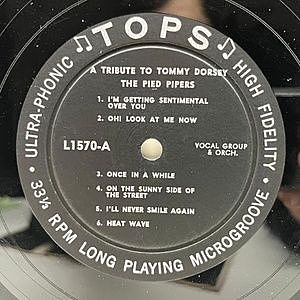 ♫TOPS♫
ULTRA-PHONIC • HIGH FIDELITY
A TRIBUTE TO TOMMY DORSEY
THE PIED PIPERS
1. I'M GETTING SENTIMENTAL
OVER YOU
2. OH! LOOK AT ME NOW
L1570-A
VOCAL GROUP
& ORCH.
3. ONCE IN A WHILE
4. ON THE SUNNY SIDE OF
THE STREET
5. I'LL NEVER SMILE AGAIN
6. HEAT WAVE
• 33⅓ RPM LONG PLAYING MICROGROOVE •